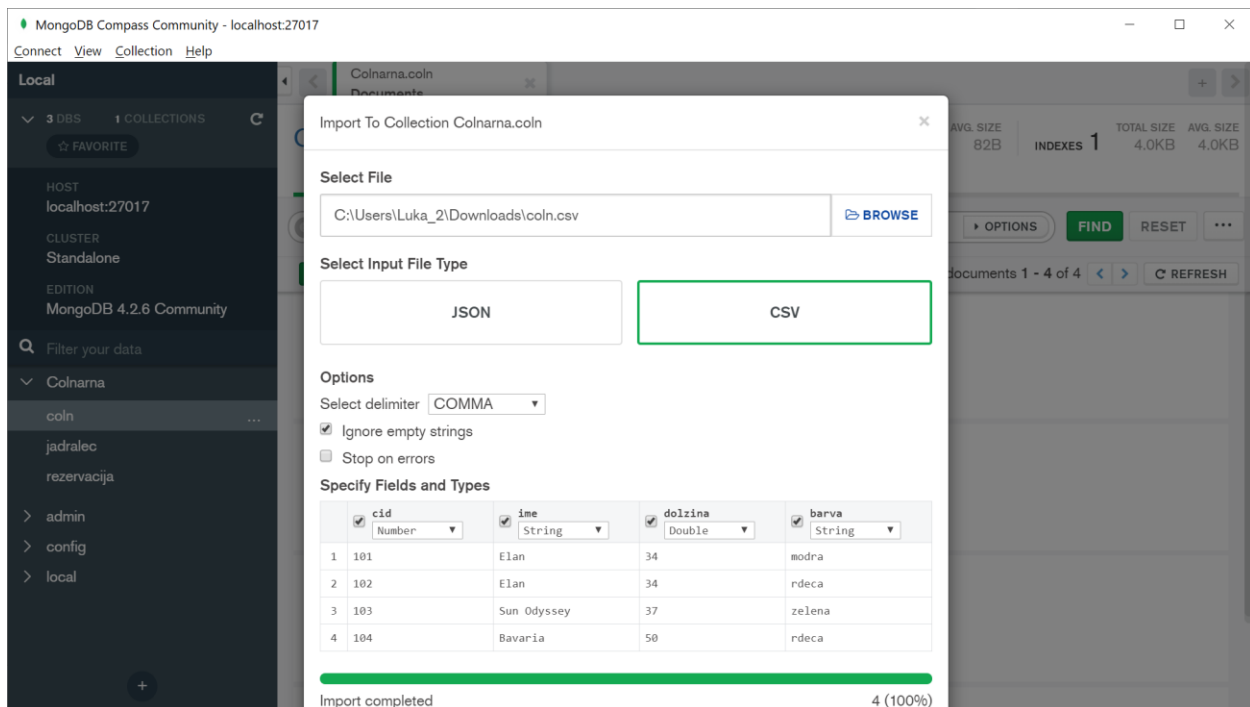 MongoDB Compass Community - localhost:27017
Connect View Collection Help
Local
Colnarna.coln
Documents
3 DBS 1 COLLECTIONS
FAVORITE
HOST
localhost:27017
CLUSTER
Standalone
EDITION
MongoDB 4.2.6 Community
Filter your data
Colnarna
coln ...
jadralec
rezervacija
admin
config
local
+
AVG. SIZE
82B
INDEXES 1
TOTAL SIZE AVG. SIZE
4.0KB 4.0KB
OPTIONS FIND RESET ...
documents 1 - 4 of 4 < > REFRESH
Import To Collection Colnarna.coln
Select File
C:\Users\Luka_2\Downloads\coln.csv BROWSE
Select Input File Type
JSON CSV
Options
Select delimiter COMMA
Ignore empty strings
Stop on errors
Specify Fields and Types
cid ime dolzina barva
Number String Double String
1 101 Elan 34 modra
2 102 Elan 34 rdeca
3 103 Sun Odyssey 37 zelena
4 104 Bavaria 50 rdeca
Import completed 4 (100%)